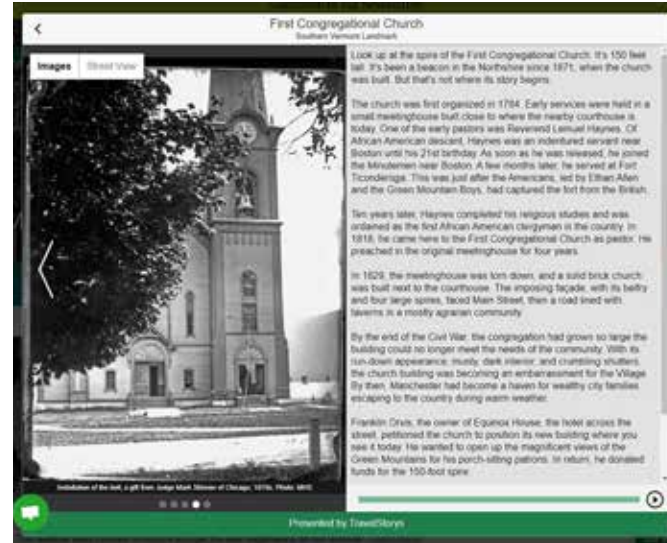 First Congregational Church
Southern Vermont Landmark
Images Street View
Look up at the spire of the First Congregational Church. It's 150 feet
tall. It's been a beacon in the Northshire since 1871, when the church
was built. But that's not where its story begins.
The church was first organized in 1784. Early services were held in a
small meetinghouse built close to where the nearby courthouse is
today. One of the early pastors was Reverend Lemuel Haynes. Of
African American descent, Haynes was an indentured servant near
Boston until his 21st birthday. As soon as he was released, he joined
the Minutemen near Boston. A few months later, he served at Fort
Ticonderoga. This was just after the Americans, led by Ethan Allen
and the Green Mountain Boys, had captured the fort from the British.
Ten years later, Haynes completed his religious studies and was
ordained as the first African American clergyman in the country. In
1818, he came here to the First Congregational Church as pastor. He
preached in the original meetinghouse for four years.
In 1829, the meetinghouse was torn down, and a solid brick church
was built next to the courthouse. The imposing façade, with its belfry
and four large spires, faced Main Street, then a road lined with
taverns in a mostly agrarian community.
By the end of the Civil War, the congregation had grown so large the
building could no longer meet the needs of the community. With its
run-down appearance, musty, dark interior, and crumbling shutters,
the church building was becoming an embarrassment for the Village.
By then, Manchester had become a haven for wealthy city families
escaping to the country during warm weather.
Franklin Orvis, the owner of Equinox House, the hotel across the
street, petitioned the church to position its new building where you
see it today. He wanted to open up the magnificent views of the
Green Mountains for his porch-sitting patrons. In return, he donated
funds for the 150-foot spire.
Installation of the bell, a gift from Judge Mark Skinner of Chicago, 1870s. Photo: MHS
Presented by TravelStorys